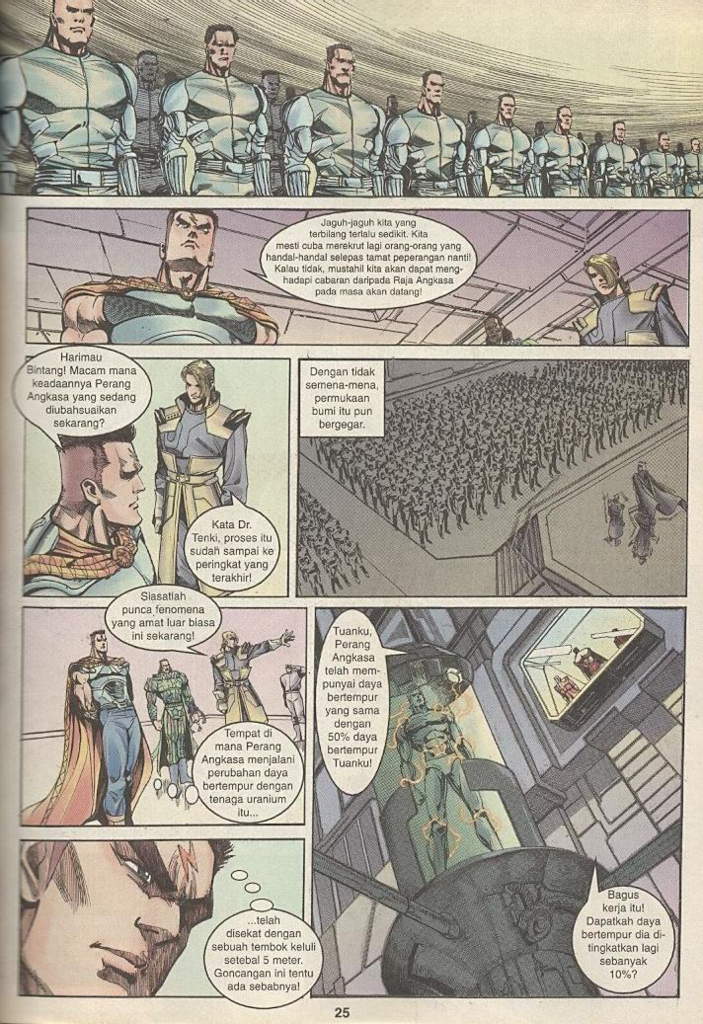 Jaguh-jaguh kita yang
terbilang terlalu sedikit. Kita
mesti cuba merekrut lagi orang-orang yang
handal-handal selepas tamat peperangan nanti!
Kalau tidak, mustahil kita akan dapat meng-
hadapi cabaran daripada Raja Angkasa
pada masa akan datang!
Harimau
Bintang! Macam mana
keadaannya Perang
Angkasa yang sedang
diubahsuaikan
sekarang?
Kata Dr.
Tenki, proses itu
sudah sampai ke
peringkat yang
terakhir!
Dengan tidak
semena-mena,
permukaan
bumi itu pun
bergegar.
Siasatlah
punca fenomena
yang amat luar biasa
ini sekarang!
Tempat di
mana Perang
Angkasa menjalani
perubahan daya
bertempur dengan
tenaga uranium
itu...
Tuanku,
Perang
Angkasa
telah mem-
punyai daya
bertempur
yang sama
dengan
50% daya
bertempur
Tuanku!
...telah
disekat dengan
sebuah tembok keluli
setebal 5 meter.
Goncangan ini tentu
ada sebabnya!
Bagus
kerja itu!
Dapatkah daya
bertempur dia di-
tingkatkan lagi
sebanyak
10%?
25